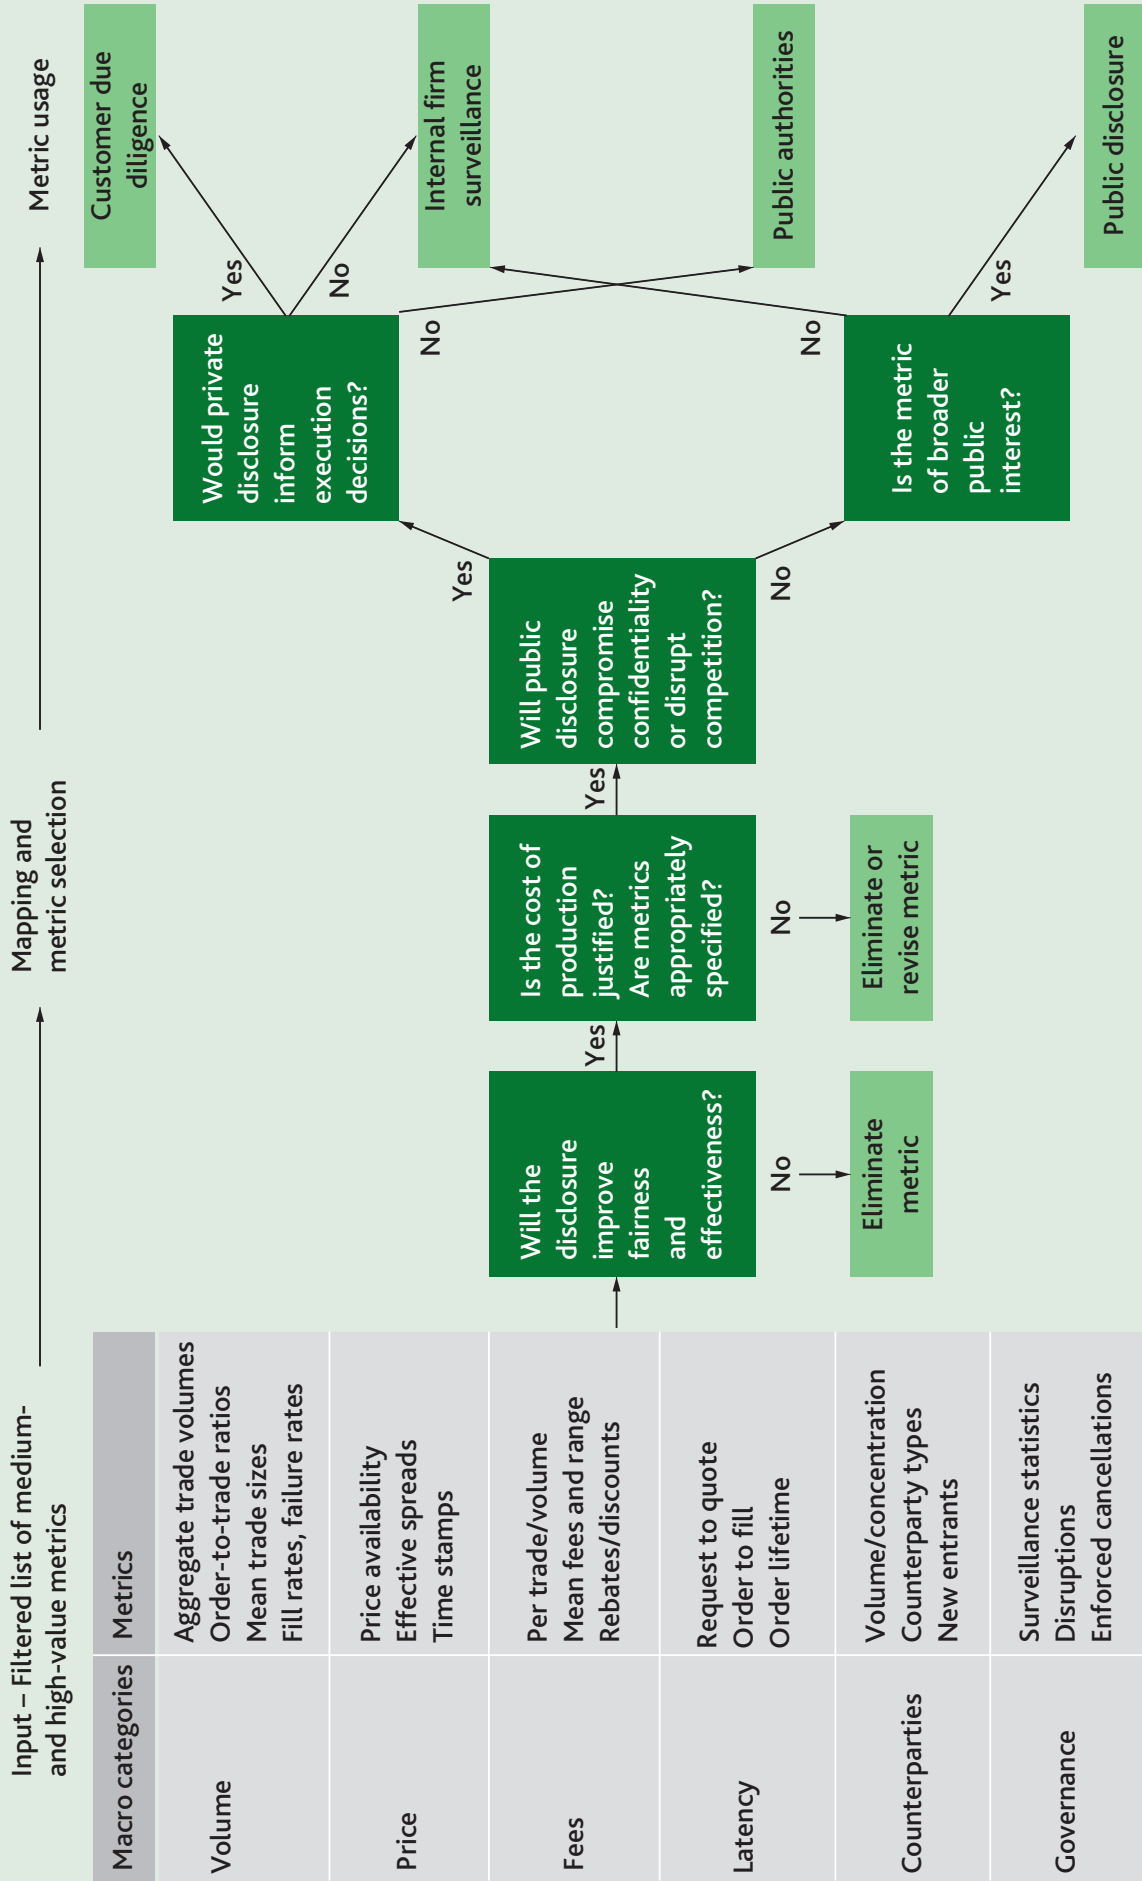 Input – Filtered list of medium-
and high-value metrics
Mapping and
metric selection
Metric usage
Macro categories
Metrics
Volume
Aggregate trade volumes
Order-to-trade ratios
Mean trade sizes
Fill rates, failure rates
Price
Price availability
Effective spreads
Time stamps
Fees
Per trade/volume
Mean fees and range
Rebates/discounts
Latency
Request to quote
Order to fill
Order lifetime
Counterparties
Volume/concentration
Counterparty types
New entrants
Governance
Surveillance statistics
Disruptions
Enforced cancellations
Will the
disclosure
improve
fairness
and
effectiveness?
No
Eliminate
metric
Yes
Is the cost of
production
justified?
Are metrics
appropriately
specified?
No
Eliminate or
revise metric
Yes
Will public
disclosure
compromise
confidentiality
or disrupt
competition?
Yes
No
Would private
disclosure
inform
execution
decisions?
Yes
No
No
Is the metric
of broader
public
interest?
No
Yes
Customer due
diligence
Internal firm
surveillance
Public authorities
Public disclosure